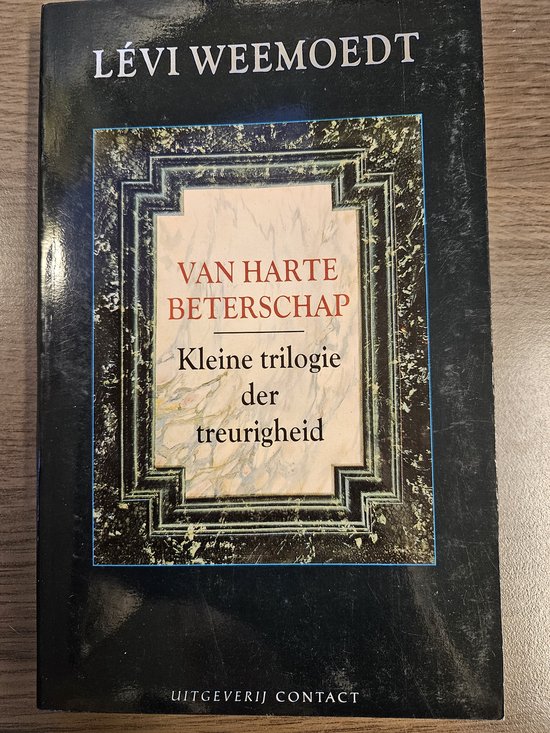 LÉVI WEEMOEDT
VAN HARTE
BETERSCHAP
Kleine trilogie
der
treurigheid
UITGEVERIJ CONTACT